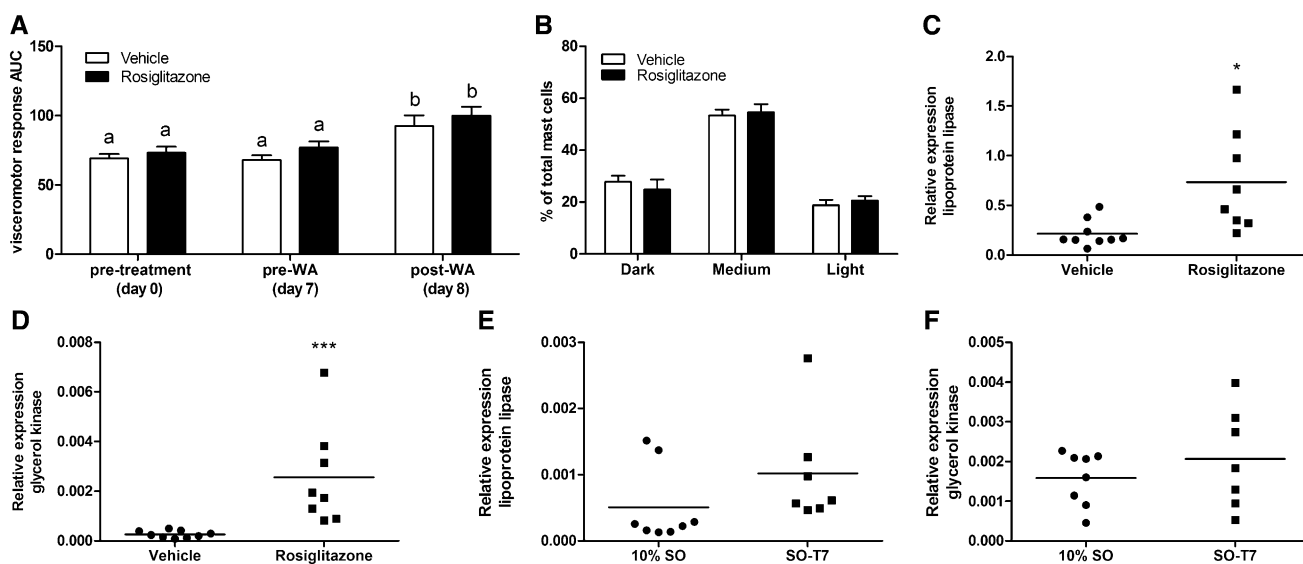 A
visceromotor response AUC
150
100
50
0
Vehicle
Rosiglitazone
a
a
a
a
b
b
pre-treatment
(day 0)
pre-WA
(day 7)
post-WA
(day 8)
B
% of total mast cells
80
60
40
20
0
Vehicle
Rosiglitazone
Dark
Medium
Light
C
Relative expression
lipoprotein lipase
2.0
1.5
1.0
0.5
0.0
*
Vehicle
Rosiglitazone
D
Relative expression
glycerol kinase
0.008
0.006
0.004
0.002
0.000
***
Vehicle
Rosiglitazone
E
Relative expression
lipoprotein lipase
0.003
0.002
0.001
0.000
10% SO
SO-T7
F
Relative expression
glycerol kinase
0.005
0.004
0.003
0.002
0.001
0.000
10% SO
SO-T7